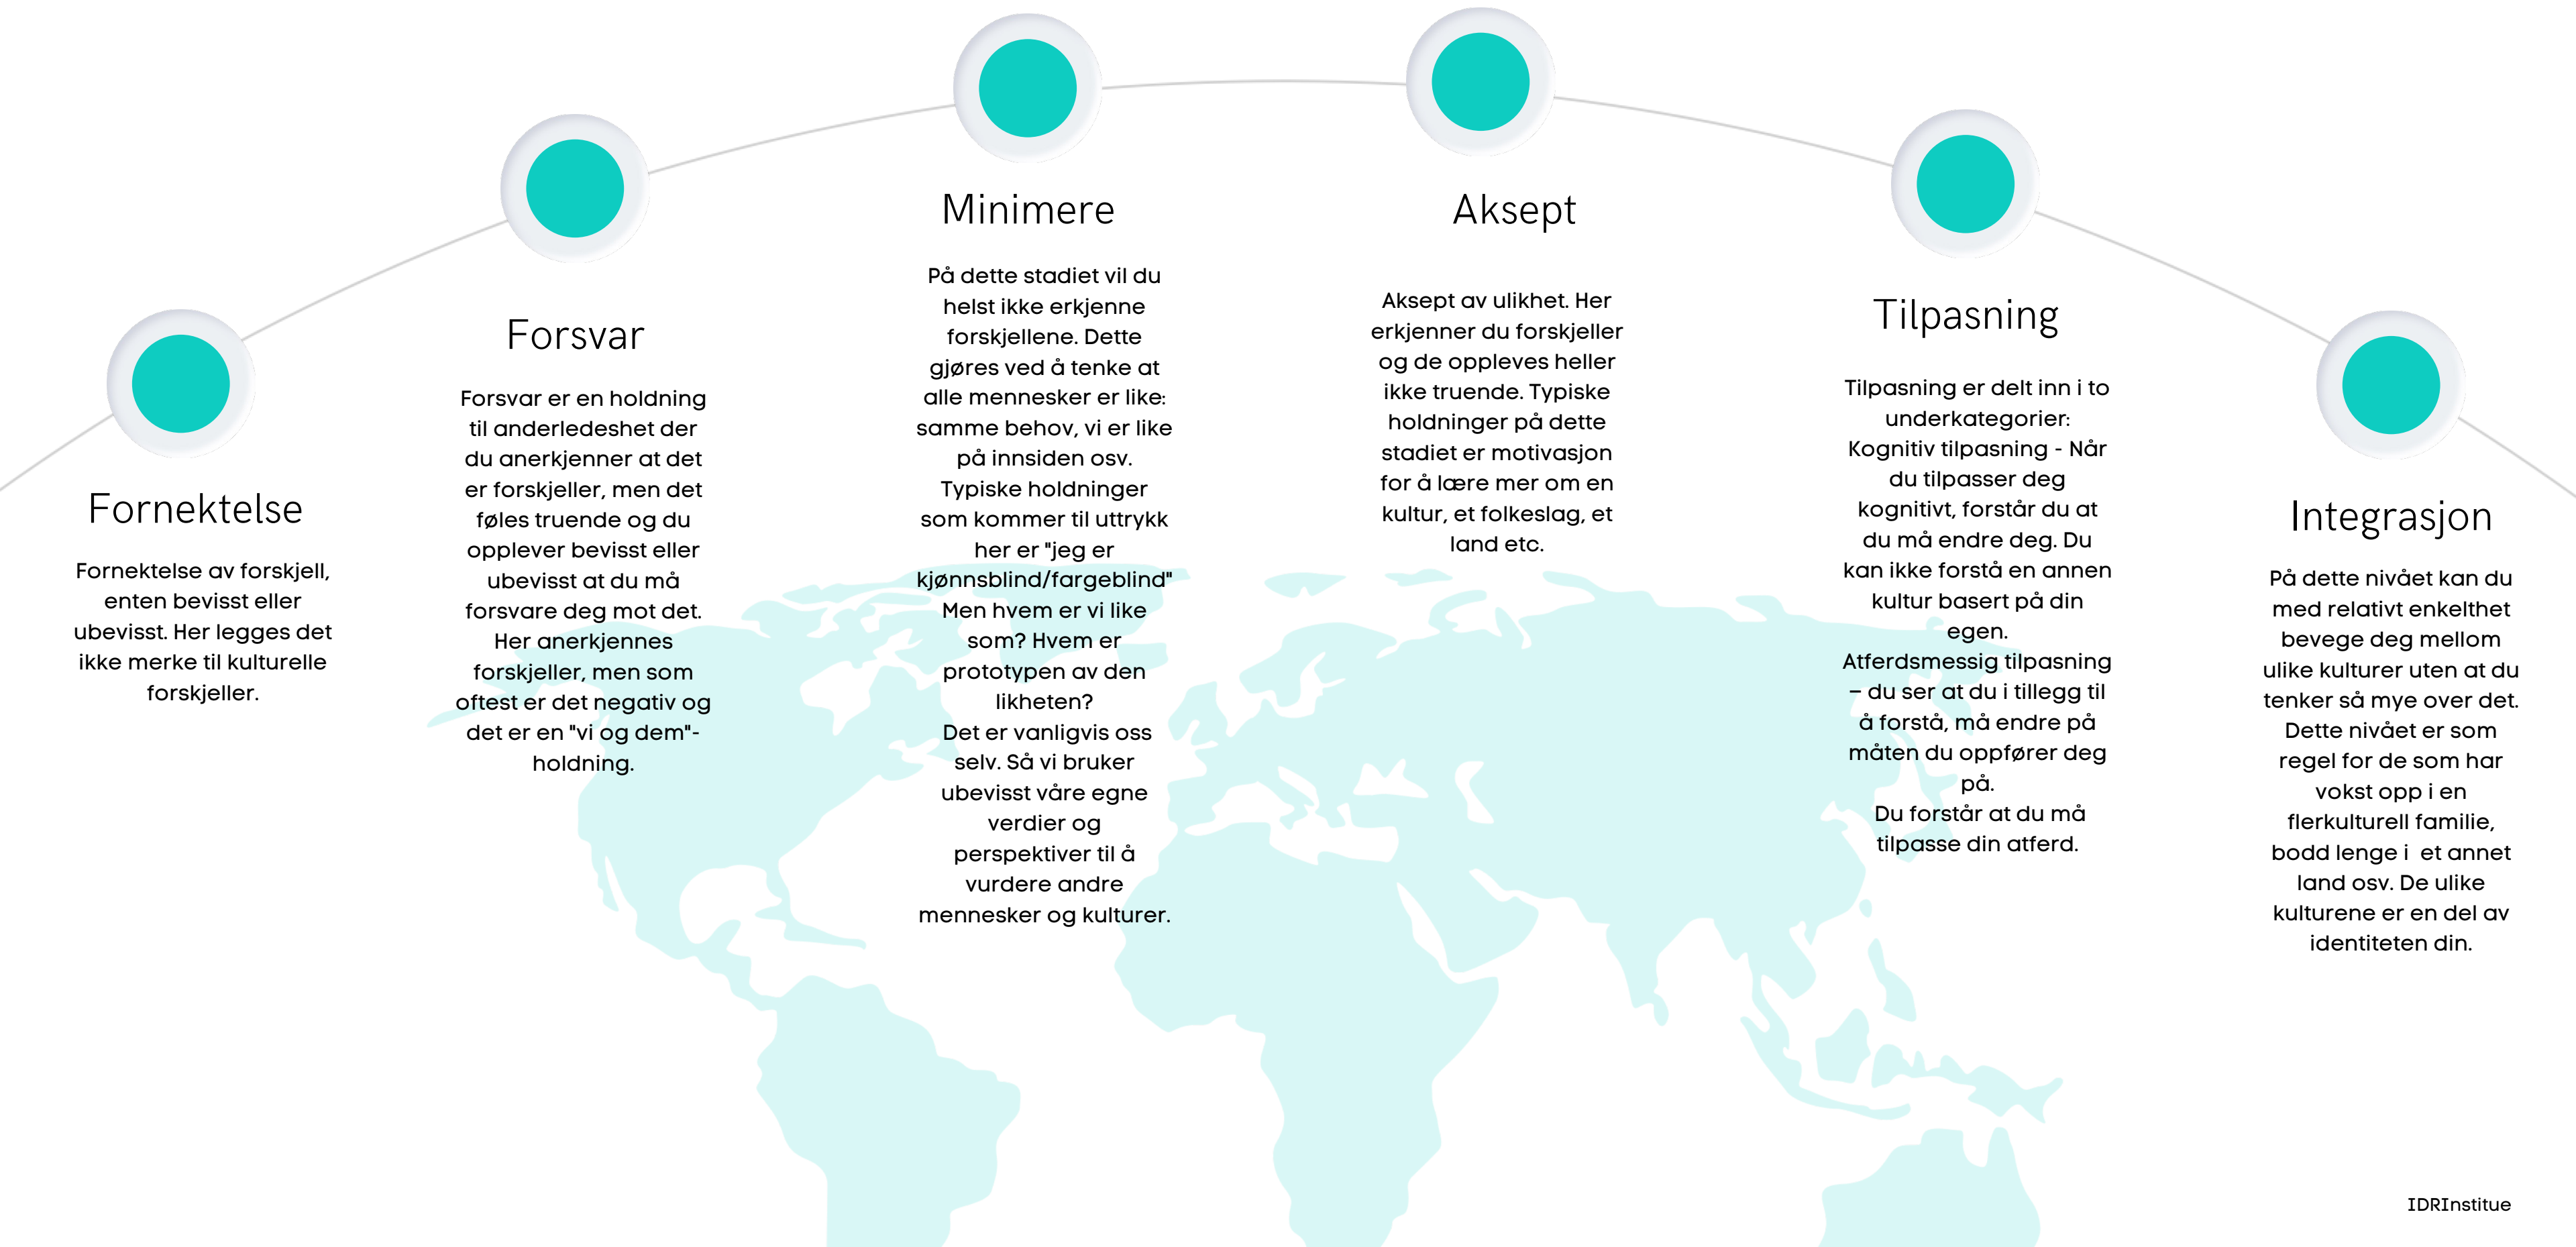 Fornektelse
Fornektelse av forskjell,
enten bevisst eller
ubevisst. Her legges det
ikke merke til kulturelle
forskjeller.
Forsvar
Forsvar er en holdning
til anderledeshet der
du anerkjenner at det
er forskjeller, men det
føles truende og du
opplever bevisst eller
ubevisst at du må
forsvare deg mot det.
Her anerkjennes
forskjeller, men som
oftest er det negativ og
det er en "vi og dem"-
holdning.
Minimere
På dette stadiet vil du
helst ikke erkjenne
forskjellene. Dette
gjøres ved å tenke at
alle mennesker er like:
samme behov, vi er like
på innsiden osv.
Typiske holdninger
som kommer til uttrykk
her er "jeg er
kjønnsblind/fargeblind"
Men hvem er vi like
som? Hvem er
prototypen av den
likheten?
Det er vanligvis oss
selv. Så vi bruker
ubevisst våre egne
verdier og
perspektiver til å
vurdere andre
mennesker og kulturer.
Aksept
Aksept av ulikhet. Her
erkjenner du forskjeller
og de oppleves heller
ikke truende. Typiske
holdninger på dette
stadiet er motivasjon
for å lære mer om en
kultur, et folkeslag, et
land etc.
Tilpasning
Tilpasning er delt inn i to
underkategorier:
Kognitiv tilpasning - Når
du tilpasser deg
kognitivt, forstår du at
du må endre deg. Du
kan ikke forstå en annen
kultur basert på din
egen.
Atferdsmessig tilpasning
– du ser at du i tillegg til
å forstå, må endre på
måten du oppfører deg
på.
Du forstår at du må
tilpasse din atferd.
Integrasjon
På dette nivået kan du
med relativt enkelthet
bevege deg mellom
ulike kulturer uten at du
tenker så mye over det.
Dette nivået er som
regel for de som har
vokst opp i en
flerkulturell familie,
bodd lenge i  et annet
land osv. De ulike
kulturene er en del av
identiteten din.
IDRInstitue